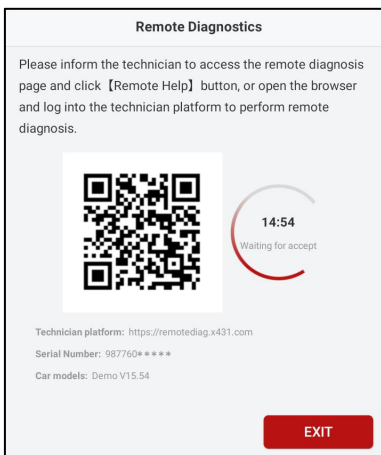 Remote Diagnostics
Please inform the technician to access the remote diagnosis
page and click【Remote Help】button, or open the browser
and log into the technician platform to perform remote
diagnosis.
14:54
Waiting for accept
Technician platform: https://remotediag.x431.com
Serial Number: 987760*****
Car models: Demo V15.54
EXIT